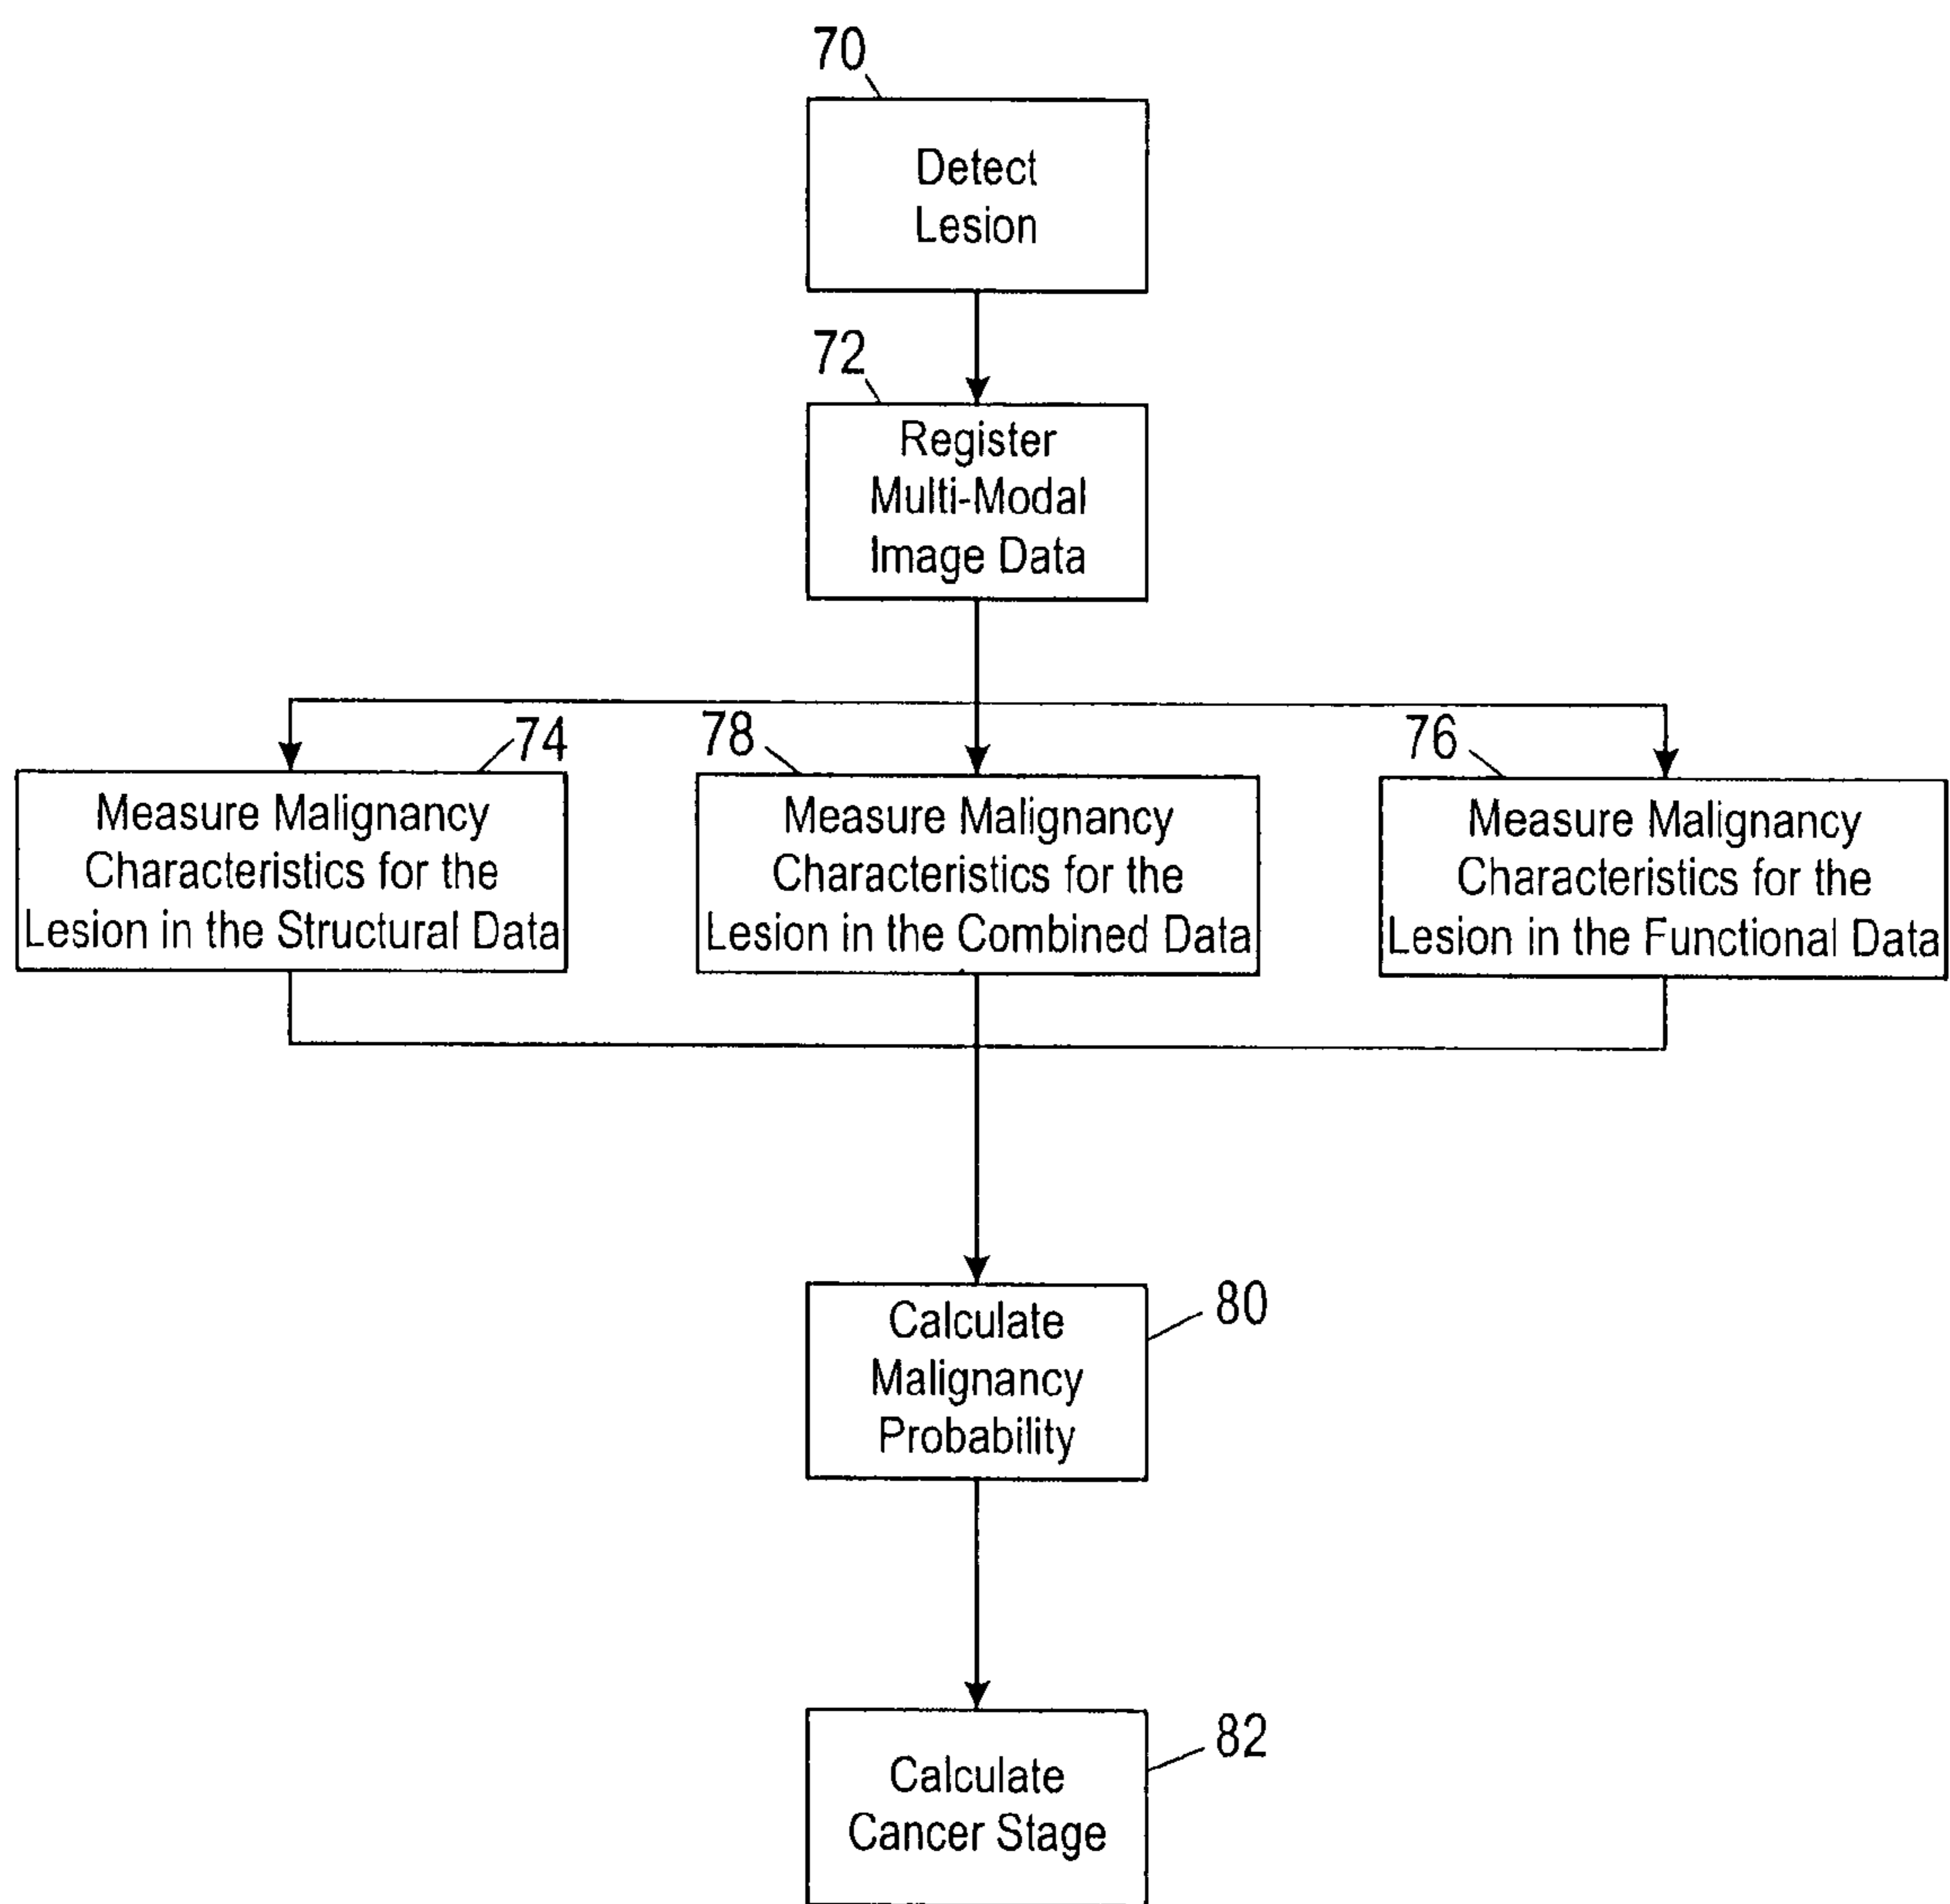 70
Detect
Lesion
72
Register
Multi-Modal
Image Data
74
Measure Malignancy
Characteristics for the
Lesion in the Structural Data
78
Measure Malignancy
Characteristics for the
Lesion in the Combined Data
76
Measure Malignancy
Characteristics for the
Lesion in the Functional Data
80
Calculate
Malignancy
Probability
82
Calculate
Cancer Stage